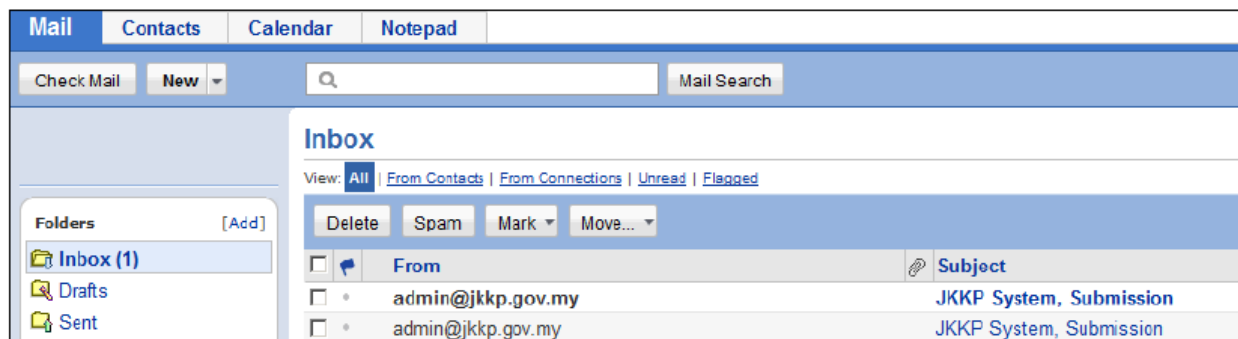 Mail Contacts Calendar Notepad
Check Mail New Mail Search
Inbox
View: All | From Contacts | From Connections | Unread | Flagged
Folders [Add]
Delete Spam Mark Move...
Inbox (1)
From Subject
Drafts
admin@jkkp.gov.my JKKP System, Submission
Sent
admin@jkkp.gov.my JKKP System, Submission